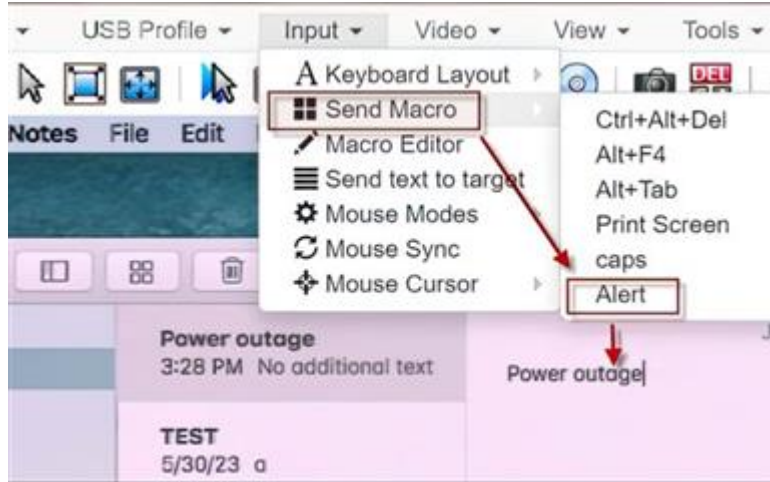 USB Profile Input Video View Tools
DEL
Notes File Edit
A Keyboard Layout
Send Macro
Macro Editor
Send text to target
Mouse Modes
Mouse Sync
Mouse Cursor
Ctrl+Alt+Del
Alt+F4
Alt+Tab
Print Screen
caps
Alert
Power outage
3:28 PM No additional text
TEST
5/30/23 a
Power outage